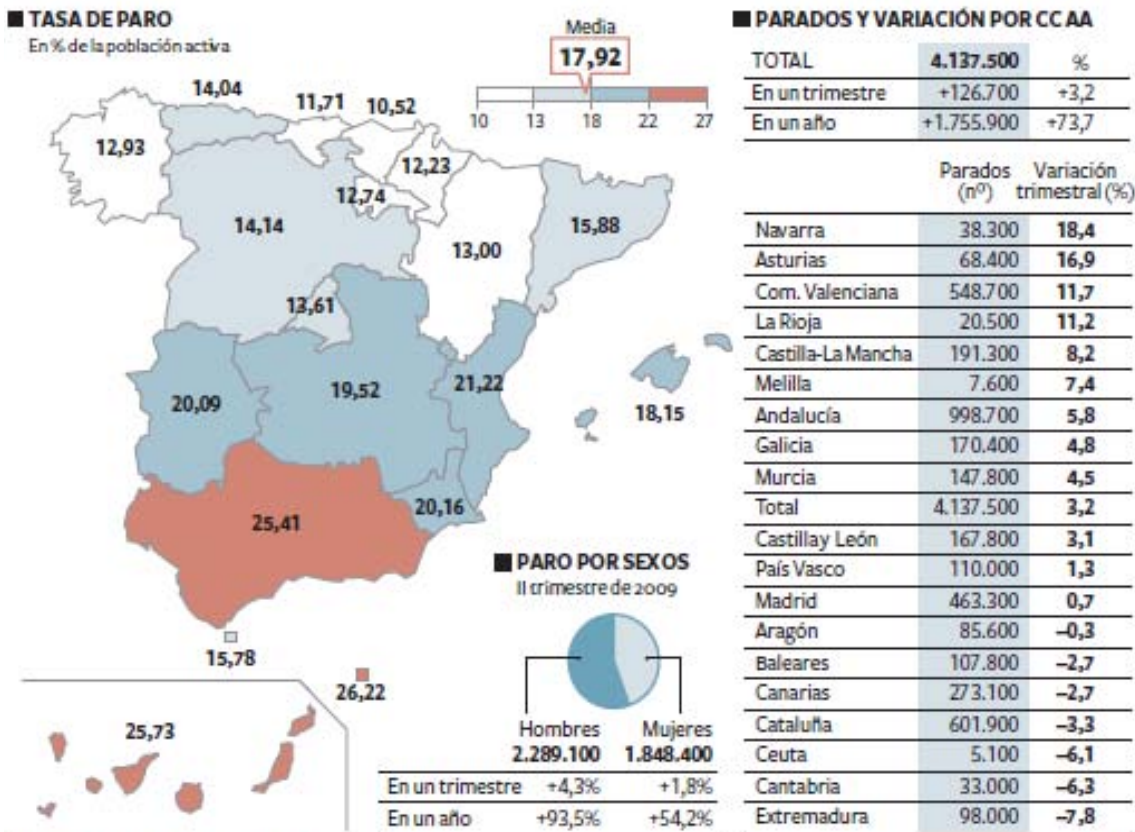 TASA DE PARO
En % de la población activa
Media
17,92
10 13 18 22 27
14,04
11,71
10,52
12,93
12,23
12,74
14,14
13,00
15,88
13,61
20,09
19,52
21,22
18,15
25,41
20,16
15,78
26,22
25,73
PARO POR SEXOS
II trimestre de 2009
Hombres Mujeres
2.289.100 1.848.400
En un trimestre +4,3% +1,8%
En un año +93,5% +54,2%
PARADOS Y VARIACIÓN POR CC AA
TOTAL 4.137.500 %
En un trimestre +126.700 +3,2
En un año +1.755.900 +73,7
Parados Variación
(nº) trimestral (%)
Navarra 38.300 18,4
Asturias 68.400 16,9
Com. Valenciana 548.700 11,7
La Rioja 20.500 11,2
Castilla-La Mancha 191.300 8,2
Melilla 7.600 7,4
Andalucía 998.700 5,8
Galicia 170.400 4,8
Murcia 147.800 4,5
Total 4.137.500 3,2
Castilla y León 167.800 3,1
País Vasco 110.000 1,3
Madrid 463.300 0,7
Aragón 85.600 –0,3
Baleares 107.800 –2,7
Canarias 273.100 –2,7
Cataluña 601.900 –3,3
Ceuta 5.100 –6,1
Cantabria 33.000 –6,3
Extremadura 98.000 –7,8